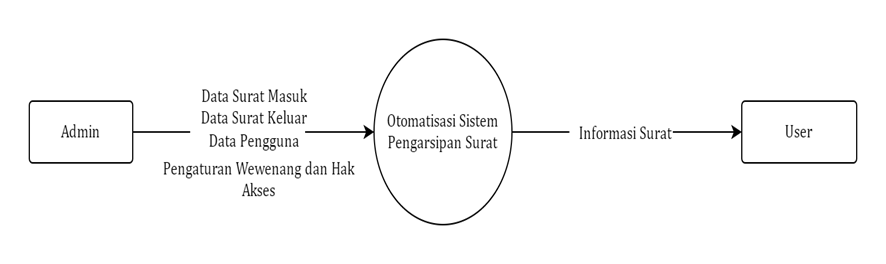 Admin
Data Surat Masuk
Data Surat Keluar
Data Pengguna
Pengaturan Wewenang dan Hak
Akses
Otomatisasi Sistem
Pengarsipan Surat
Informasi Surat
User